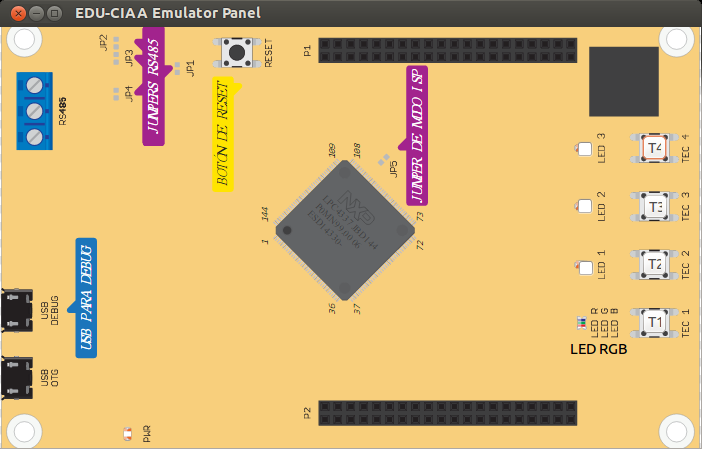 EDU-CIAA Emulator Panel
JP2
JP3
JP4
JP1
JUMPERS RS485
RESET
BOTÓN DE RESET
P1
JUMPER DE MODO ISP
JP5
RS485
109
108
144
1
73
72
36
37
NXP
LED 3
T4
TEC 4
LED 2
T3
TEC 3
LED 1
T2
TEC 2
LED R
LED G
LED B
T1
TEC 1
LED RGB
USB PARA DEBUG
USB
DEBUG
USB
OTG
PWR
P2